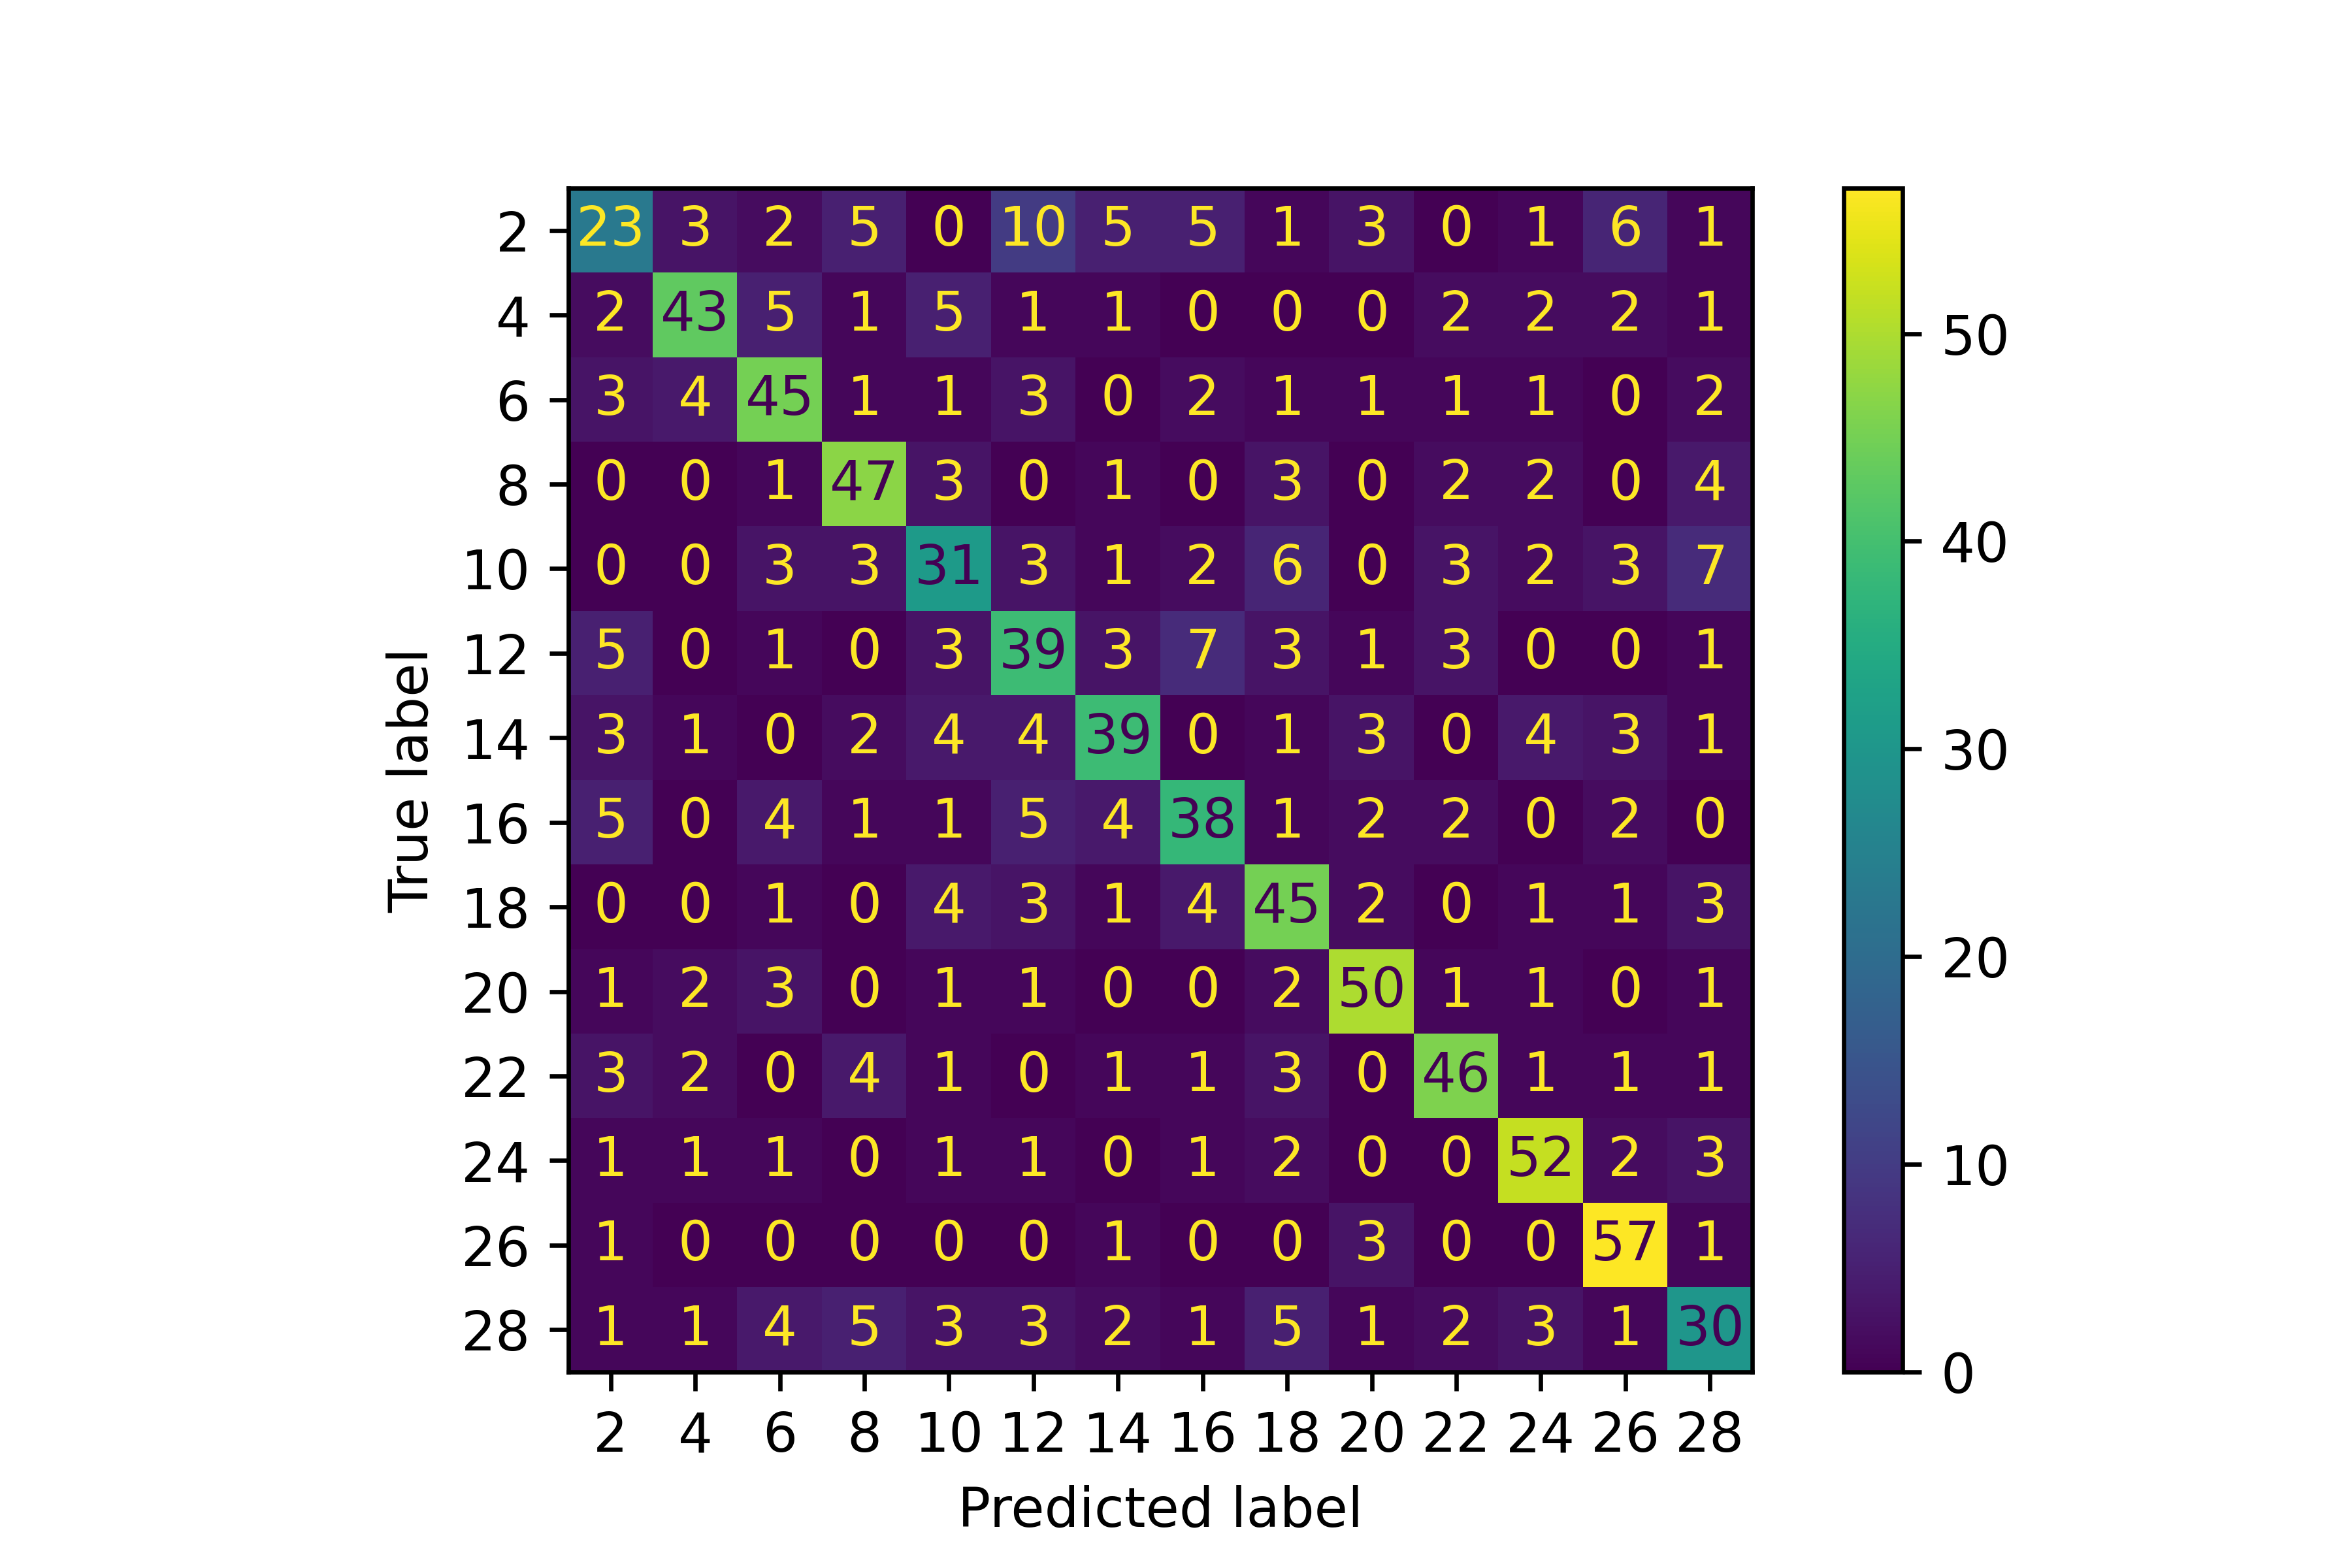 2 23 3 2 5 0 10 5 5 1 3 0 1 6 1
4 2 43 5 1 5 1 1 0 0 0 2 2 2 1
6 3 4 45 1 1 3 0 2 1 1 1 1 0 2
8 0 0 1 47 3 0 1 0 3 0 2 2 0 4
10 0 0 3 3 31 3 1 2 6 0 3 2 3 7
12 5 0 1 0 3 39 3 7 3 1 3 0 0 1
14 3 1 0 2 4 4 39 0 1 3 0 4 3 1
16 5 0 4 1 1 5 4 38 1 2 2 0 2 0
18 0 0 1 0 4 3 1 4 45 2 0 1 1 3
20 1 2 3 0 1 1 0 0 2 50 1 1 0 1
22 3 2 0 4 1 0 1 1 3 0 46 1 1 1
24 1 1 1 0 1 1 0 1 2 0 0 52 2 3
26 1 0 0 0 0 0 1 0 0 3 0 0 57 1
28 1 1 4 5 3 3 2 1 5 1 2 3 1 30
2 4 6 8 10 12 14 16 18 20 22 24 26 28
Predicted label
True label
50
40
30
20
10
0